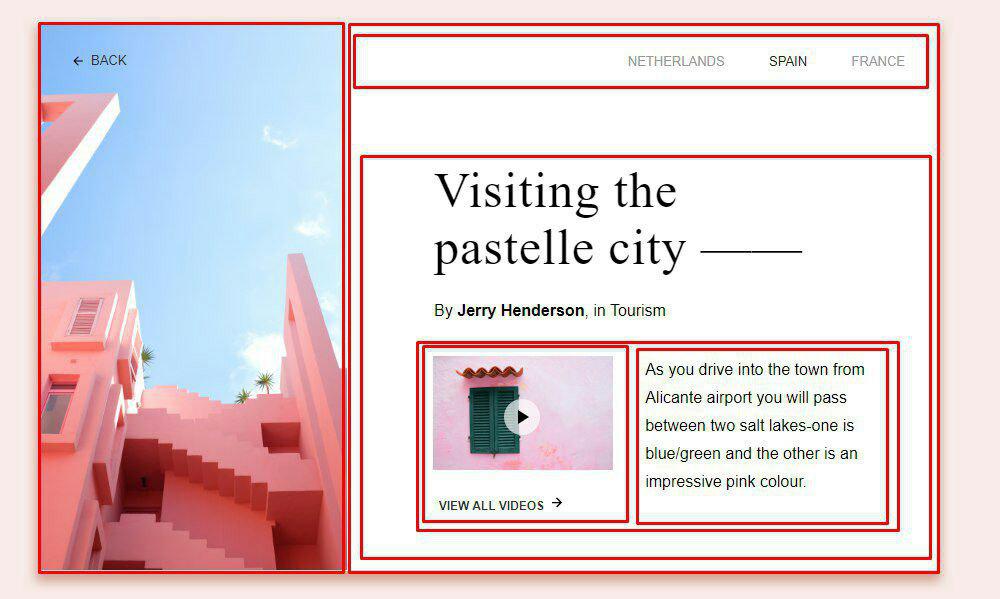 ← BACK
NETHERLANDS SPAIN FRANCE
Visiting the
pastelle city ——
By Jerry Henderson, in Tourism
As you drive into the town from
Alicante airport you will pass
between two salt lakes-one is
blue/green and the other is an
impressive pink colour.
VIEW ALL VIDEOS →